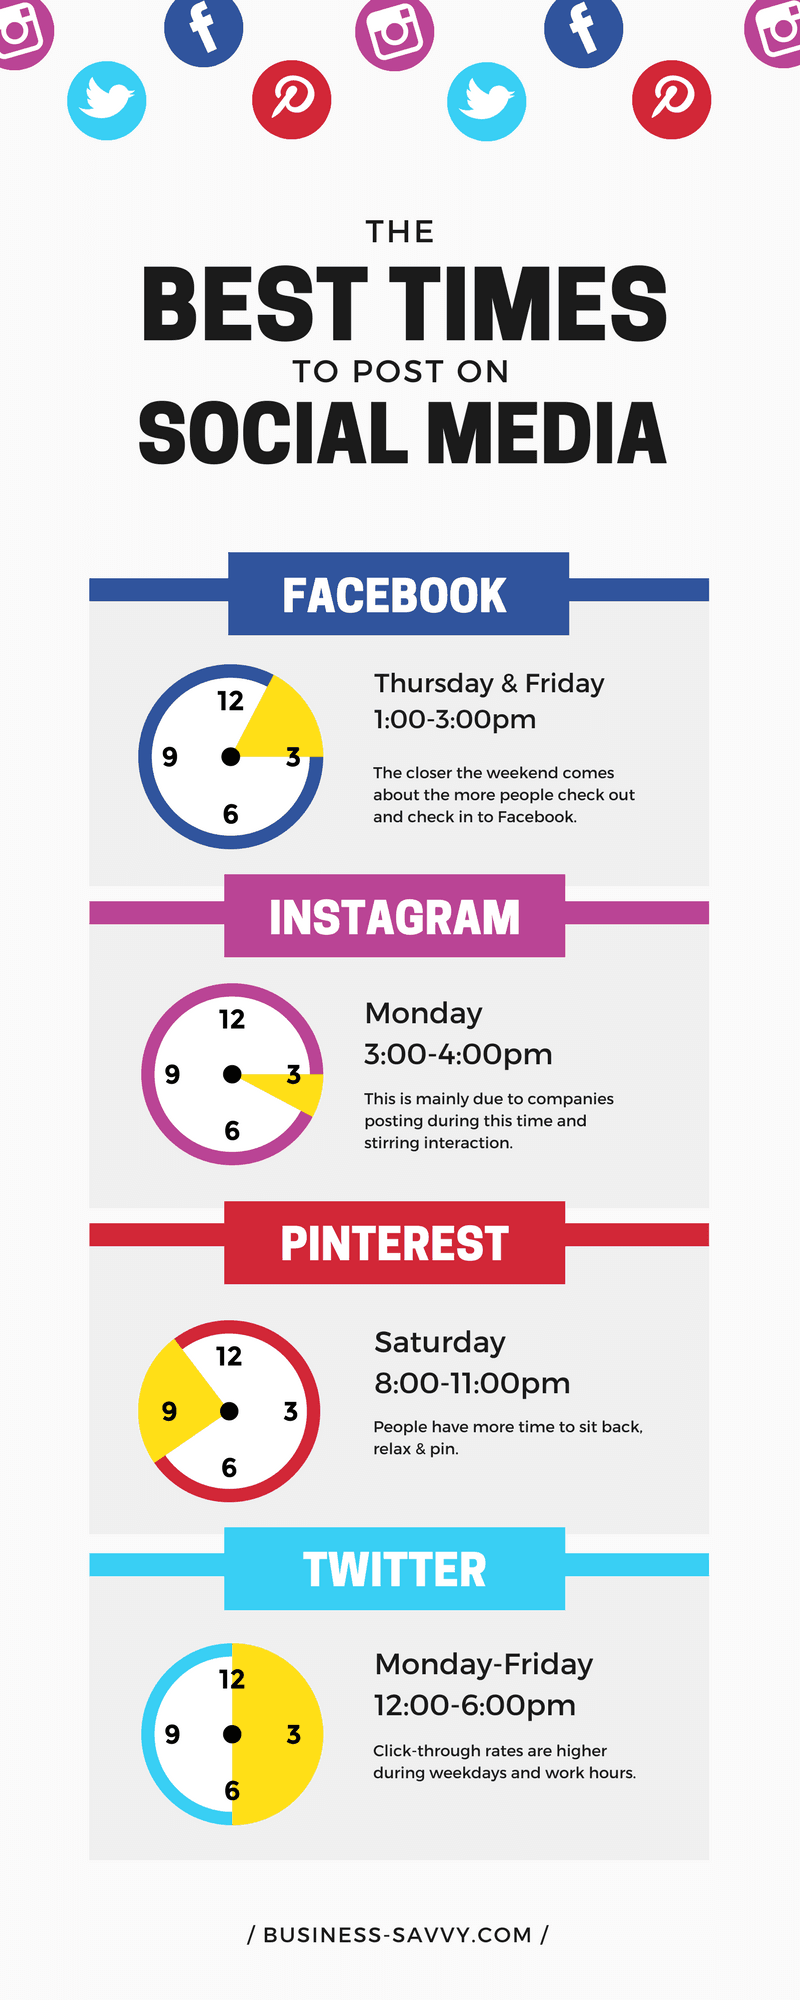 THE
BEST TIMES
TO POST ON
SOCIAL MEDIA
FACEBOOK
12
9
3
6
Thursday & Friday
1:00-3:00pm
The closer the weekend comes
about the more people check out
and check in to Facebook.
INSTAGRAM
12
9
3
6
Monday
3:00-4:00pm
This is mainly due to companies
posting during this time and
stirring interaction.
PINTEREST
12
9
3
6
Saturday
8:00-11:00pm
People have more time to sit back,
relax & pin.
TWITTER
12
9
3
6
Monday-Friday
12:00-6:00pm
Click-through rates are higher
during weekdays and work hours.
/ BUSINESS-SAVVY.COM /